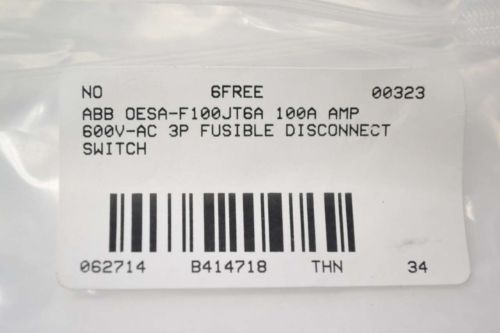 NO 6FREE 00323
ABB OESA-F100JT6A 100A AMP
600V-AC 3P FUSIBLE DISCONNECT
SWITCH
062714 B414718 THN 34